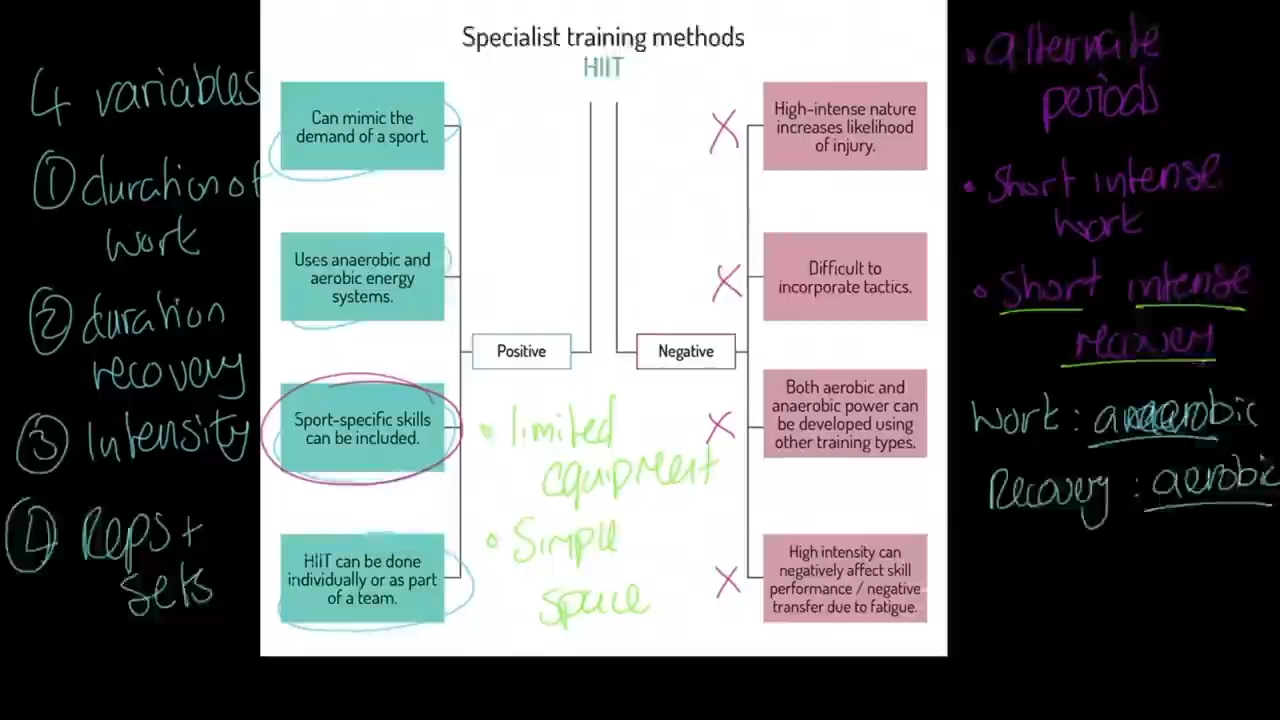 Specialist training methods
HIIT
4 variables
① duration of
work
② duration
recovery
③ Intensity
④ Reps +
sets
Can mimic the
demand of a sport.
Uses anaerobic and
aerobic energy
systems.
Sport-specific skills
can be included.
HIIT can be done
individually or as part
of a team.
Positive
Negative
• limited
equipment
• Simple
space
High-intense nature
increases likelihood
of injury.
Difficult to
incorporate tactics.
Both aerobic and
anaerobic power can
be developed using
other training types.
High intensity can
negatively affect skill
performance / negative
transfer due to fatigue.
• alternate
periods
• Short intense
work
• Short intense
recovery
Work: anaerobic
Recovery: aerobic